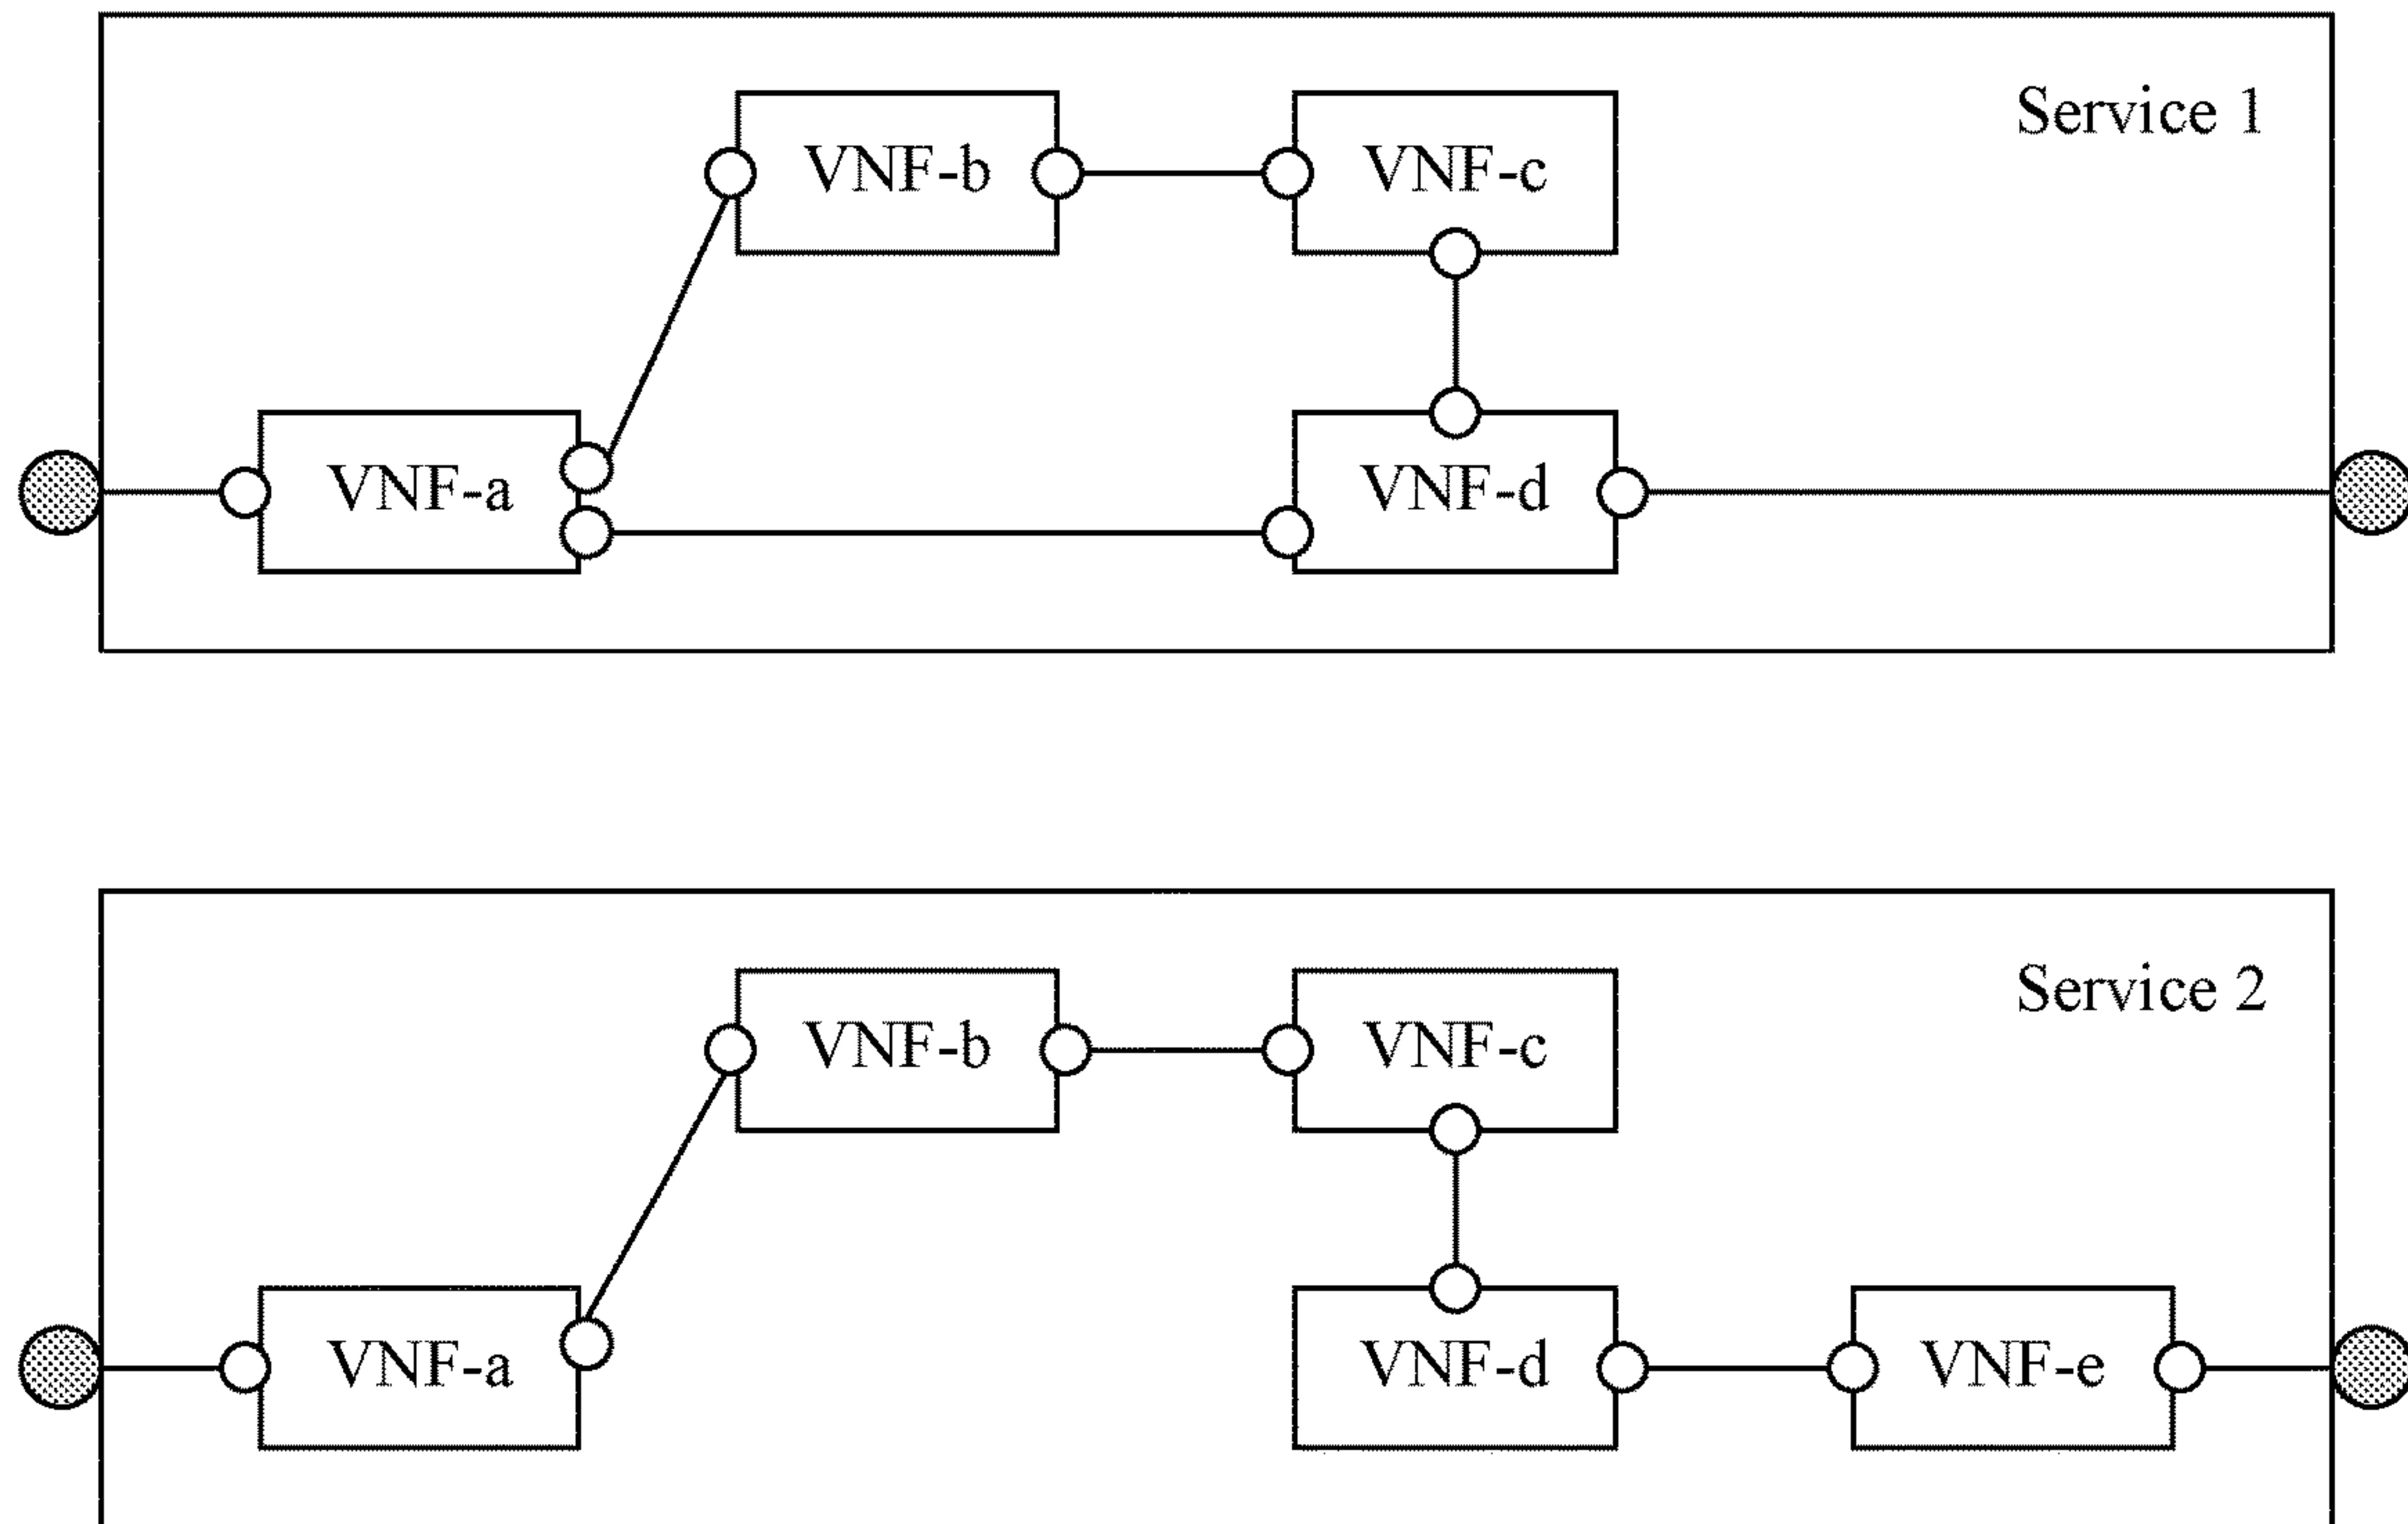 Service 1
VNF-b
VNF-c
VNF-a
VNF-d
Service 2
VNF-b
VNF-c
VNF-a
VNF-d
VNF-e